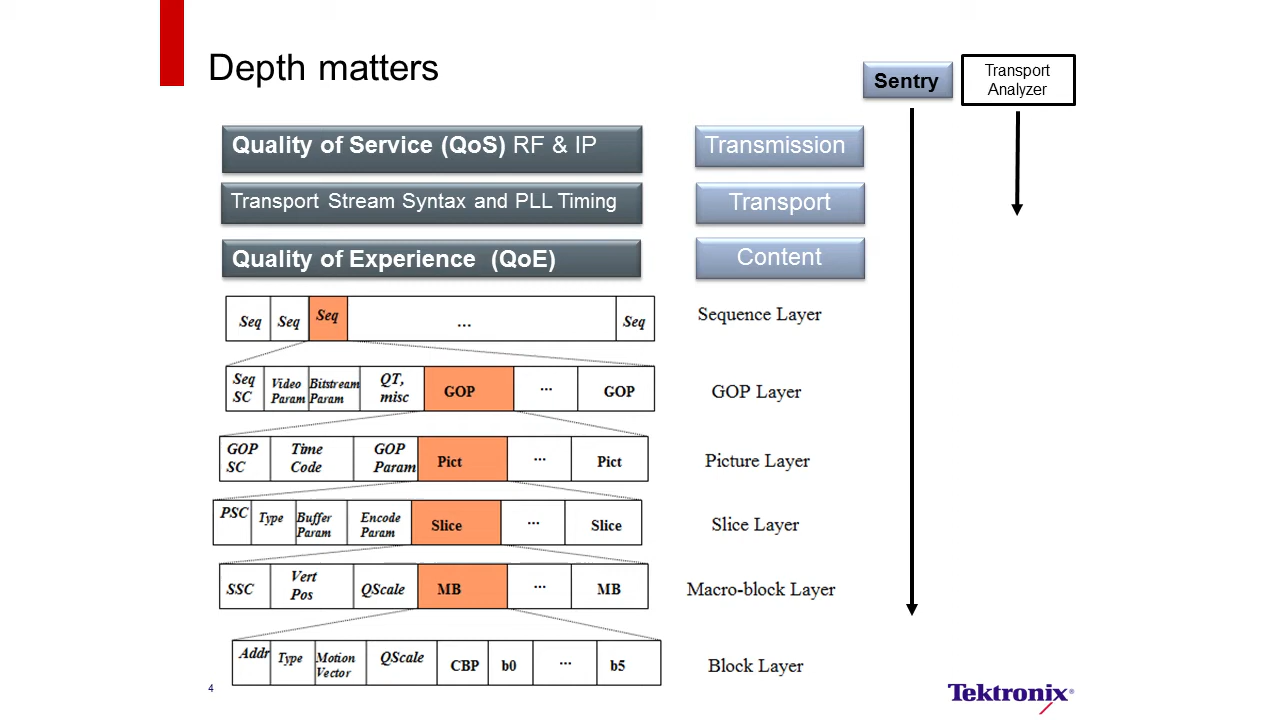 Depth matters
Sentry
Transport
Analyzer
Quality of Service (QoS) RF & IP
Transmission
Transport Stream Syntax and PLL Timing
Transport
Quality of Experience (QoE)
Content
Seq Seq Seq ... Seq
Sequence Layer
Seq SC Video Param Bitstream Param QT, misc GOP ... GOP
GOP Layer
GOP SC Time Code GOP Param Pict ... Pict
Picture Layer
PSC Type Buffer Param Encode Param Slice ... Slice
Slice Layer
SSC Vert Pos QScale MB ... MB
Macro-block Layer
Addr Type Motion Vector QScale CBP b0 ... b5
Block Layer
4
Tektronix®